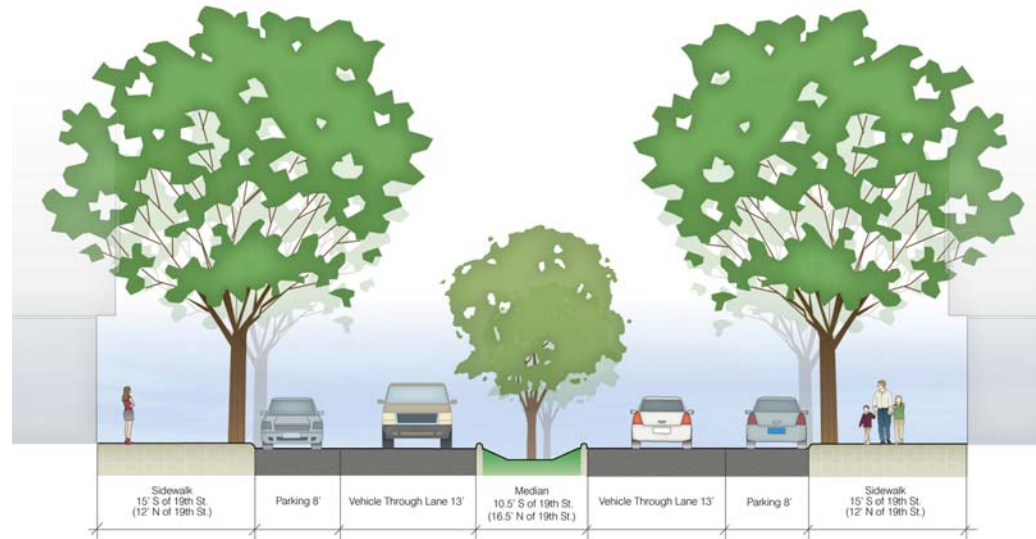 Sidewalk
15' S of 19th St.
(12' N of 19th St.)
Parking 8'
Vehicle Through Lane 13'
Median
10.5' S of 19th St.
(16.5' N of 19th St.)
Vehicle Through Lane 13'
Parking 8'
Sidewalk
15' S of 19th St.
(12' N of 19th St.)